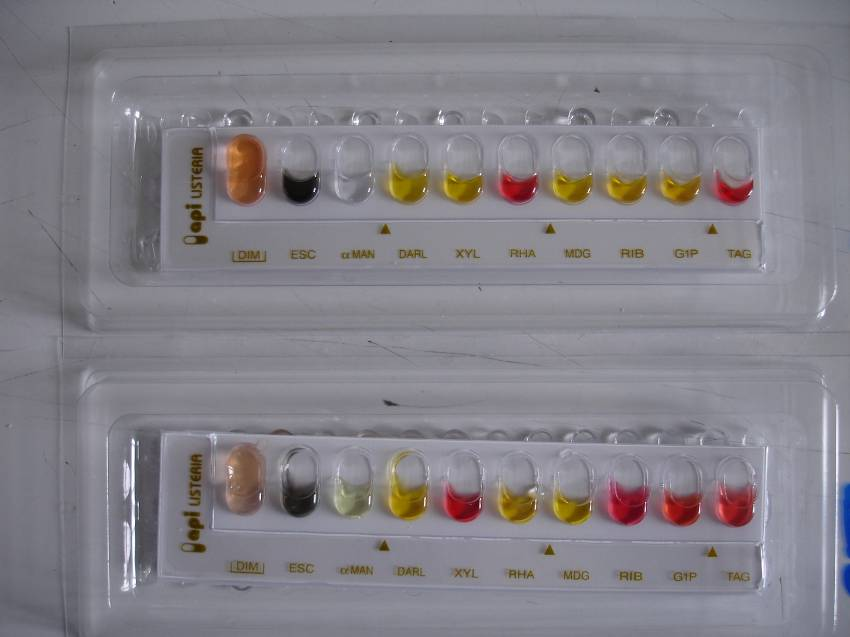 api LISTERIA
DIM ESC αMAN DARL XYL RHA MDG RIB G1P TAG
api LISTERIA
DIM ESC αMAN DARL XYL RHA MDG RIB G1P TAG